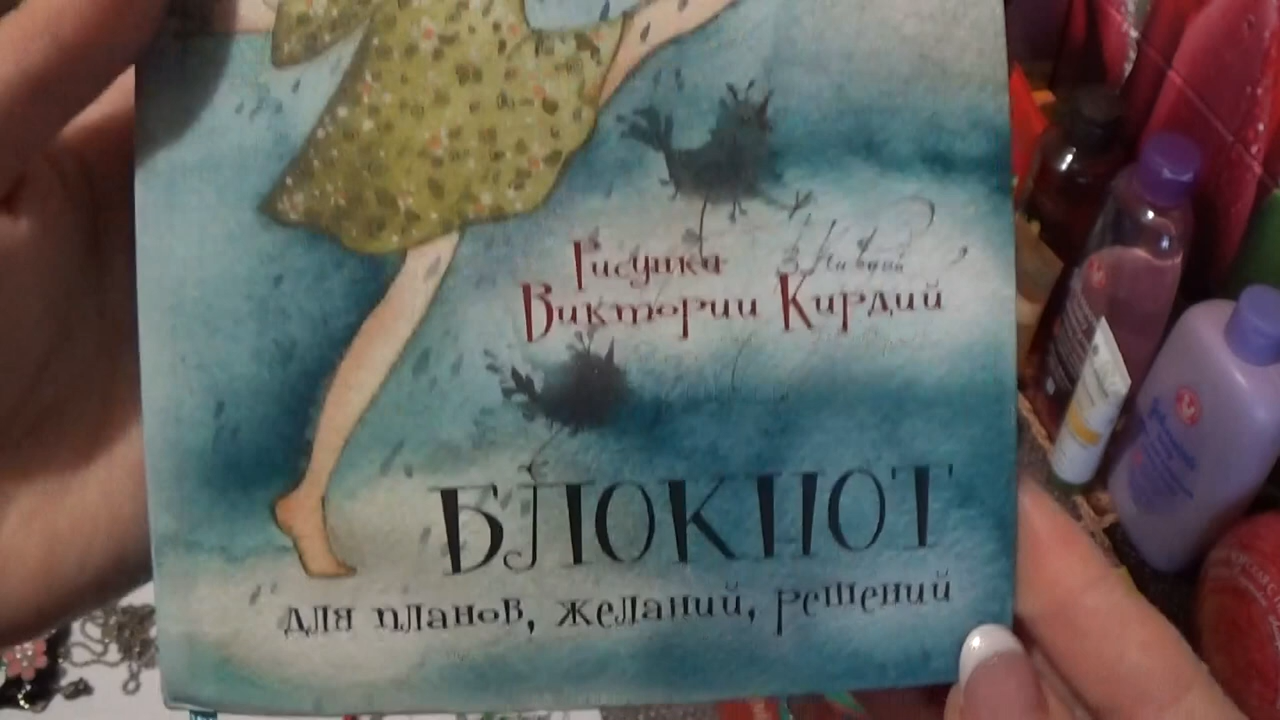 Рисунки
Виктории Кирдий
БЛОКНОТ
для планов, желаний, решений